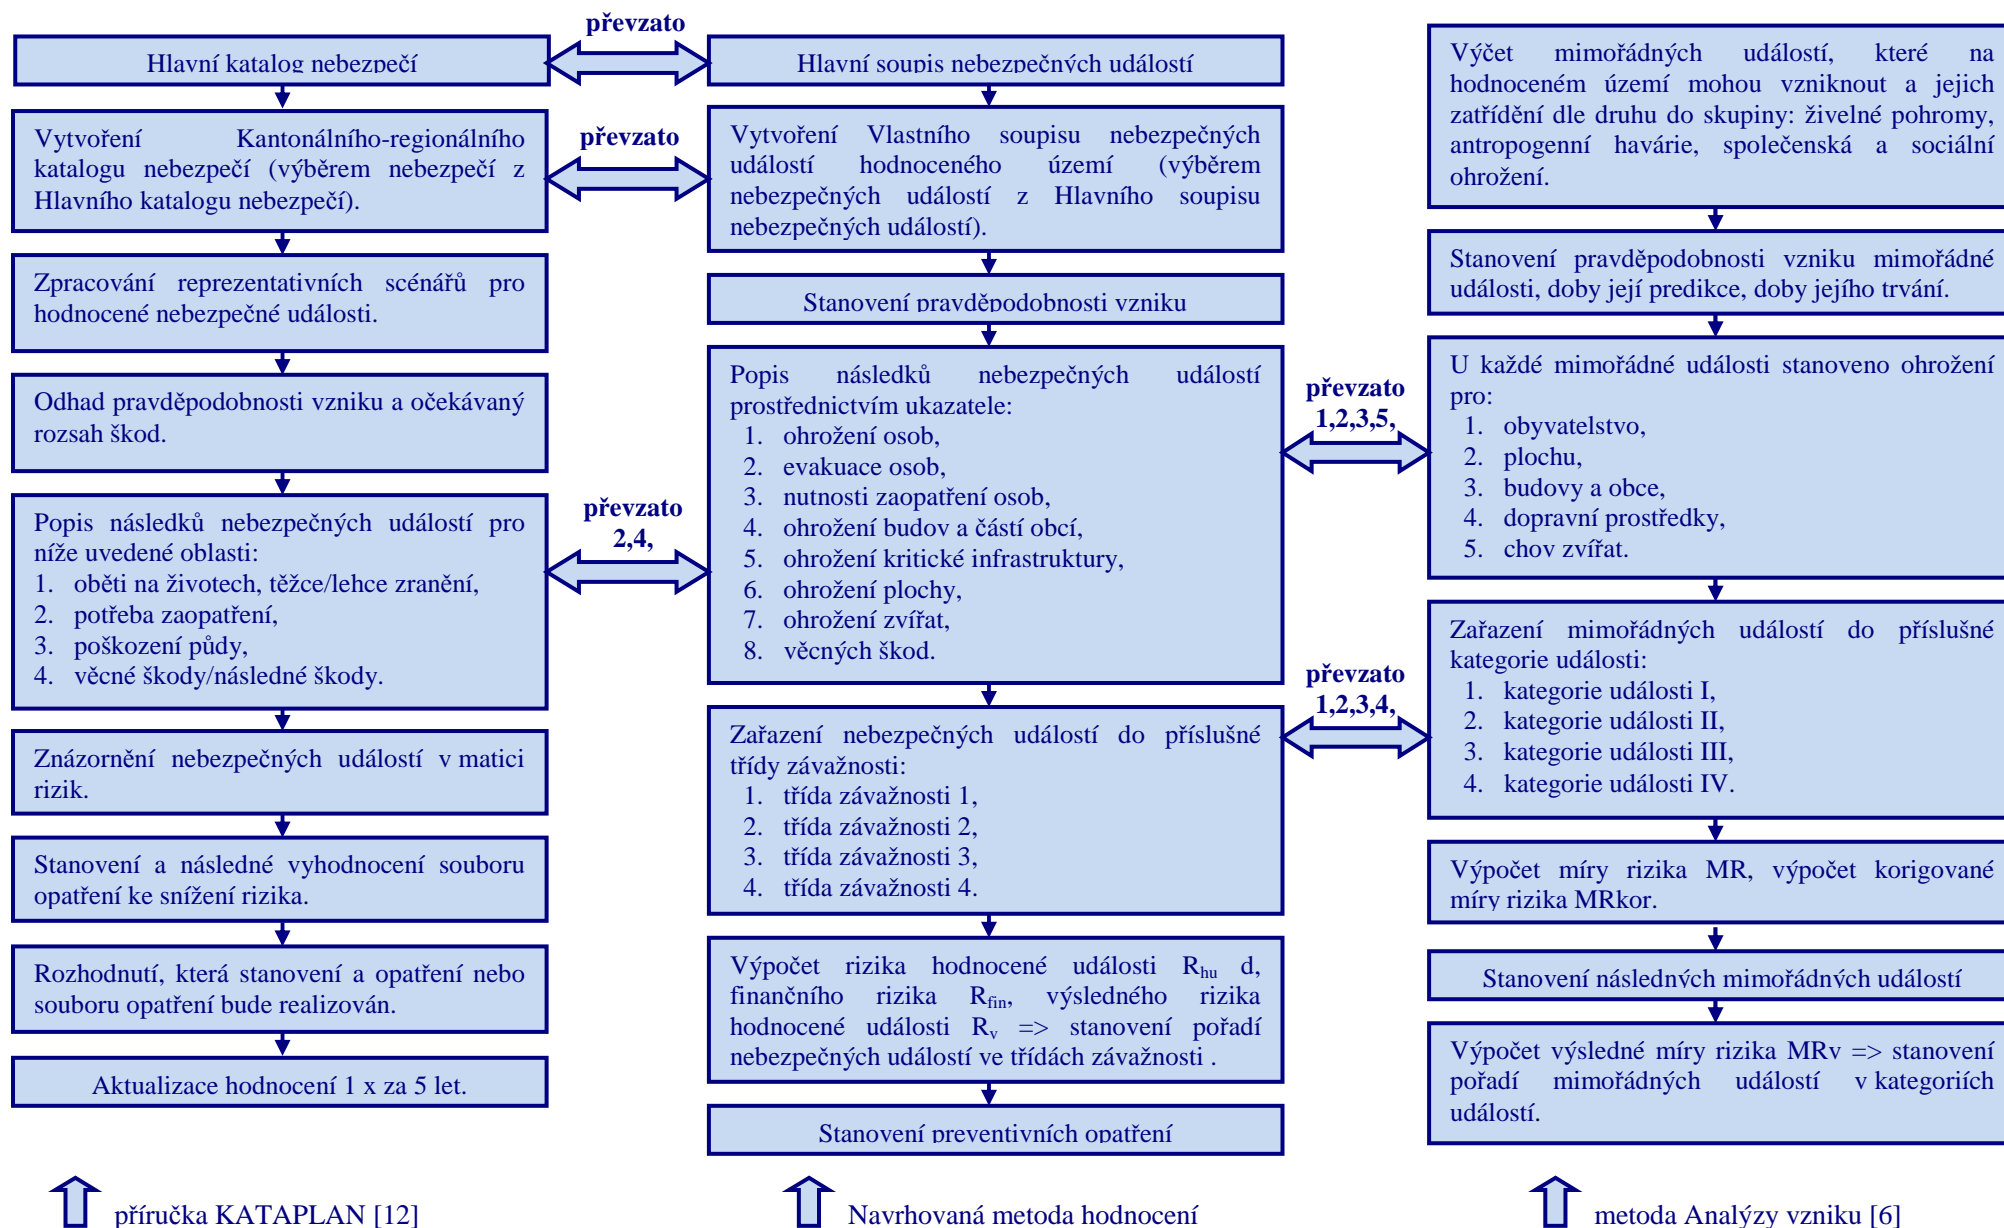 Hlavní katalog nebezpečí
Vytvoření Kantonálního-regionálního
katalogu nebezpečí (výběrem nebezpečí z
Hlavního katalogu nebezpečí).
Zpracování reprezentativních scénářů pro
hodnocené nebezpečné události.
Odhad pravděpodobnosti vzniku a očekávaný
rozsah škod.
Popis následků nebezpečných událostí pro
níže uvedené oblasti:
1. oběti na životech, těžce/lehce zranění,
2. potřeba zaopatření,
3. poškození půdy,
4. věcné škody/následné škody.
Znázornění nebezpečných událostí v matici
rizik.
Stanovení a následné vyhodnocení souboru
opatření ke snížení rizika.
Rozhodnutí, která stanovení a opatření nebo
souboru opatření bude realizován.
Aktualizace hodnocení 1 x za 5 let.
příručka KATAPLAN [12]
převzato
převzato
převzato
2,4,
Hlavní soupis nebezpečných událostí
Vytvoření Vlastního soupisu nebezpečných
událostí hodnoceného území (výběrem
nebezpečných událostí z Hlavního soupisu
nebezpečných událostí).
Stanovení pravděpodobnosti vzniku
Popis následků nebezpečných událostí
prostřednictvím ukazatele:
1. ohrožení osob,
2. evakuace osob,
3. nutnosti zaopatření osob,
4. ohrožení budov a částí obcí,
5. ohrožení kritické infrastruktury,
6. ohrožení plochy,
7. ohrožení zvířat,
8. věcných škod.
Zařazení nebezpečných událostí do příslušné
třídy závažnosti:
1. třída závažnosti 1,
2. třída závažnosti 2,
3. třída závažnosti 3,
4. třída závažnosti 4.
Výpočet rizika hodnocené události Rhu d,
finančního rizika Rfin, výsledného rizika
hodnocené události Rv => stanovení pořadí
nebezpečných událostí ve třídách závažnosti .
Stanovení preventivních opatření
Navrhovaná metoda hodnocení
převzato
1,2,3,5,
převzato
1,2,3,4,
Výčet mimořádných událostí, které na
hodnoceném území mohou vzniknout a jejich
zatřídění dle druhu do skupiny: živelné pohromy,
antropogenní havárie, společenská a sociální
ohrožení.
Stanovení pravděpodobnosti vzniku mimořádné
události, doby její predikce, doby jejího trvání.
U každé mimořádné události stanoveno ohrožení
pro:
1. obyvatelstvo,
2. plochu,
3. budovy a obce,
4. dopravní prostředky,
5. chov zvířat.
Zařazení mimořádných událostí do příslušné
kategorie události:
1. kategorie události I,
2. kategorie události II,
3. kategorie události III,
4. kategorie události IV.
Výpočet míry rizika MR, výpočet korigované
míry rizika MRkor.
Stanovení následných mimořádných událostí
Výpočet výsledné míry rizika MRv => stanovení
pořadí mimořádných událostí v kategoriích
událostí.
metoda Analýzy vzniku [6]